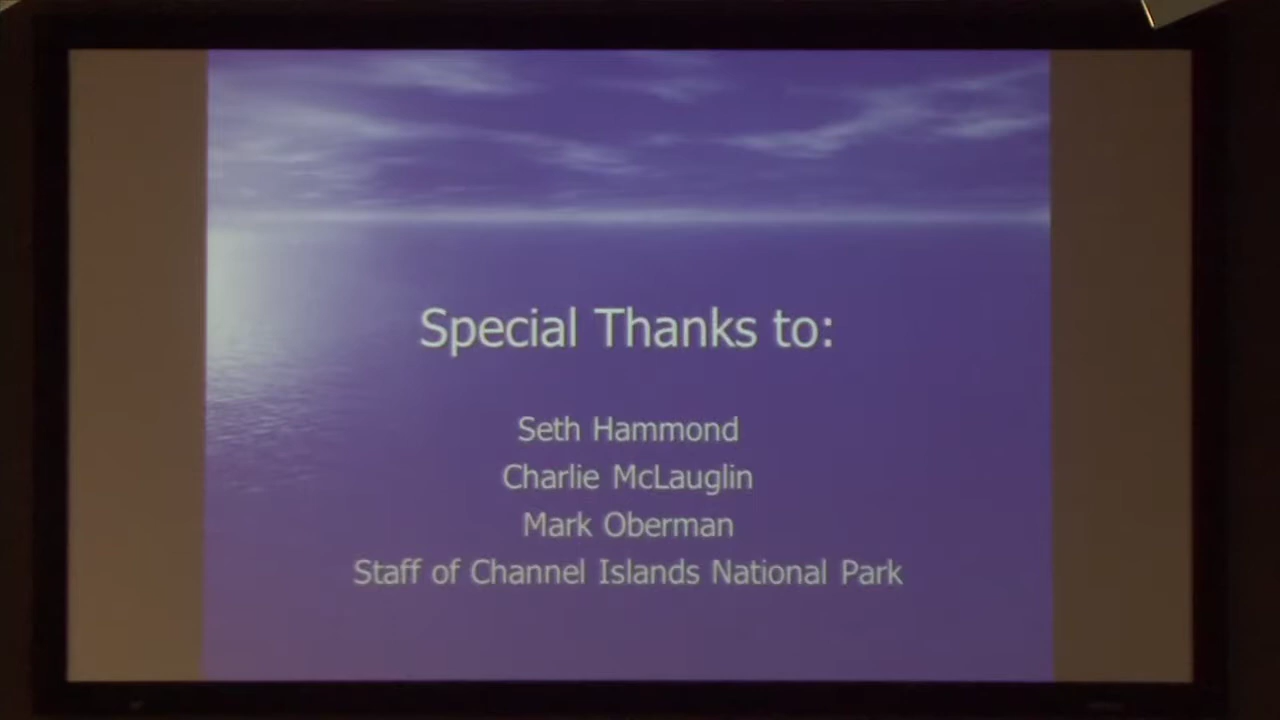 Special Thanks to:
Seth Hammond
Charlie McLauglin
Mark Oberman
Staff of Channel Islands National Park